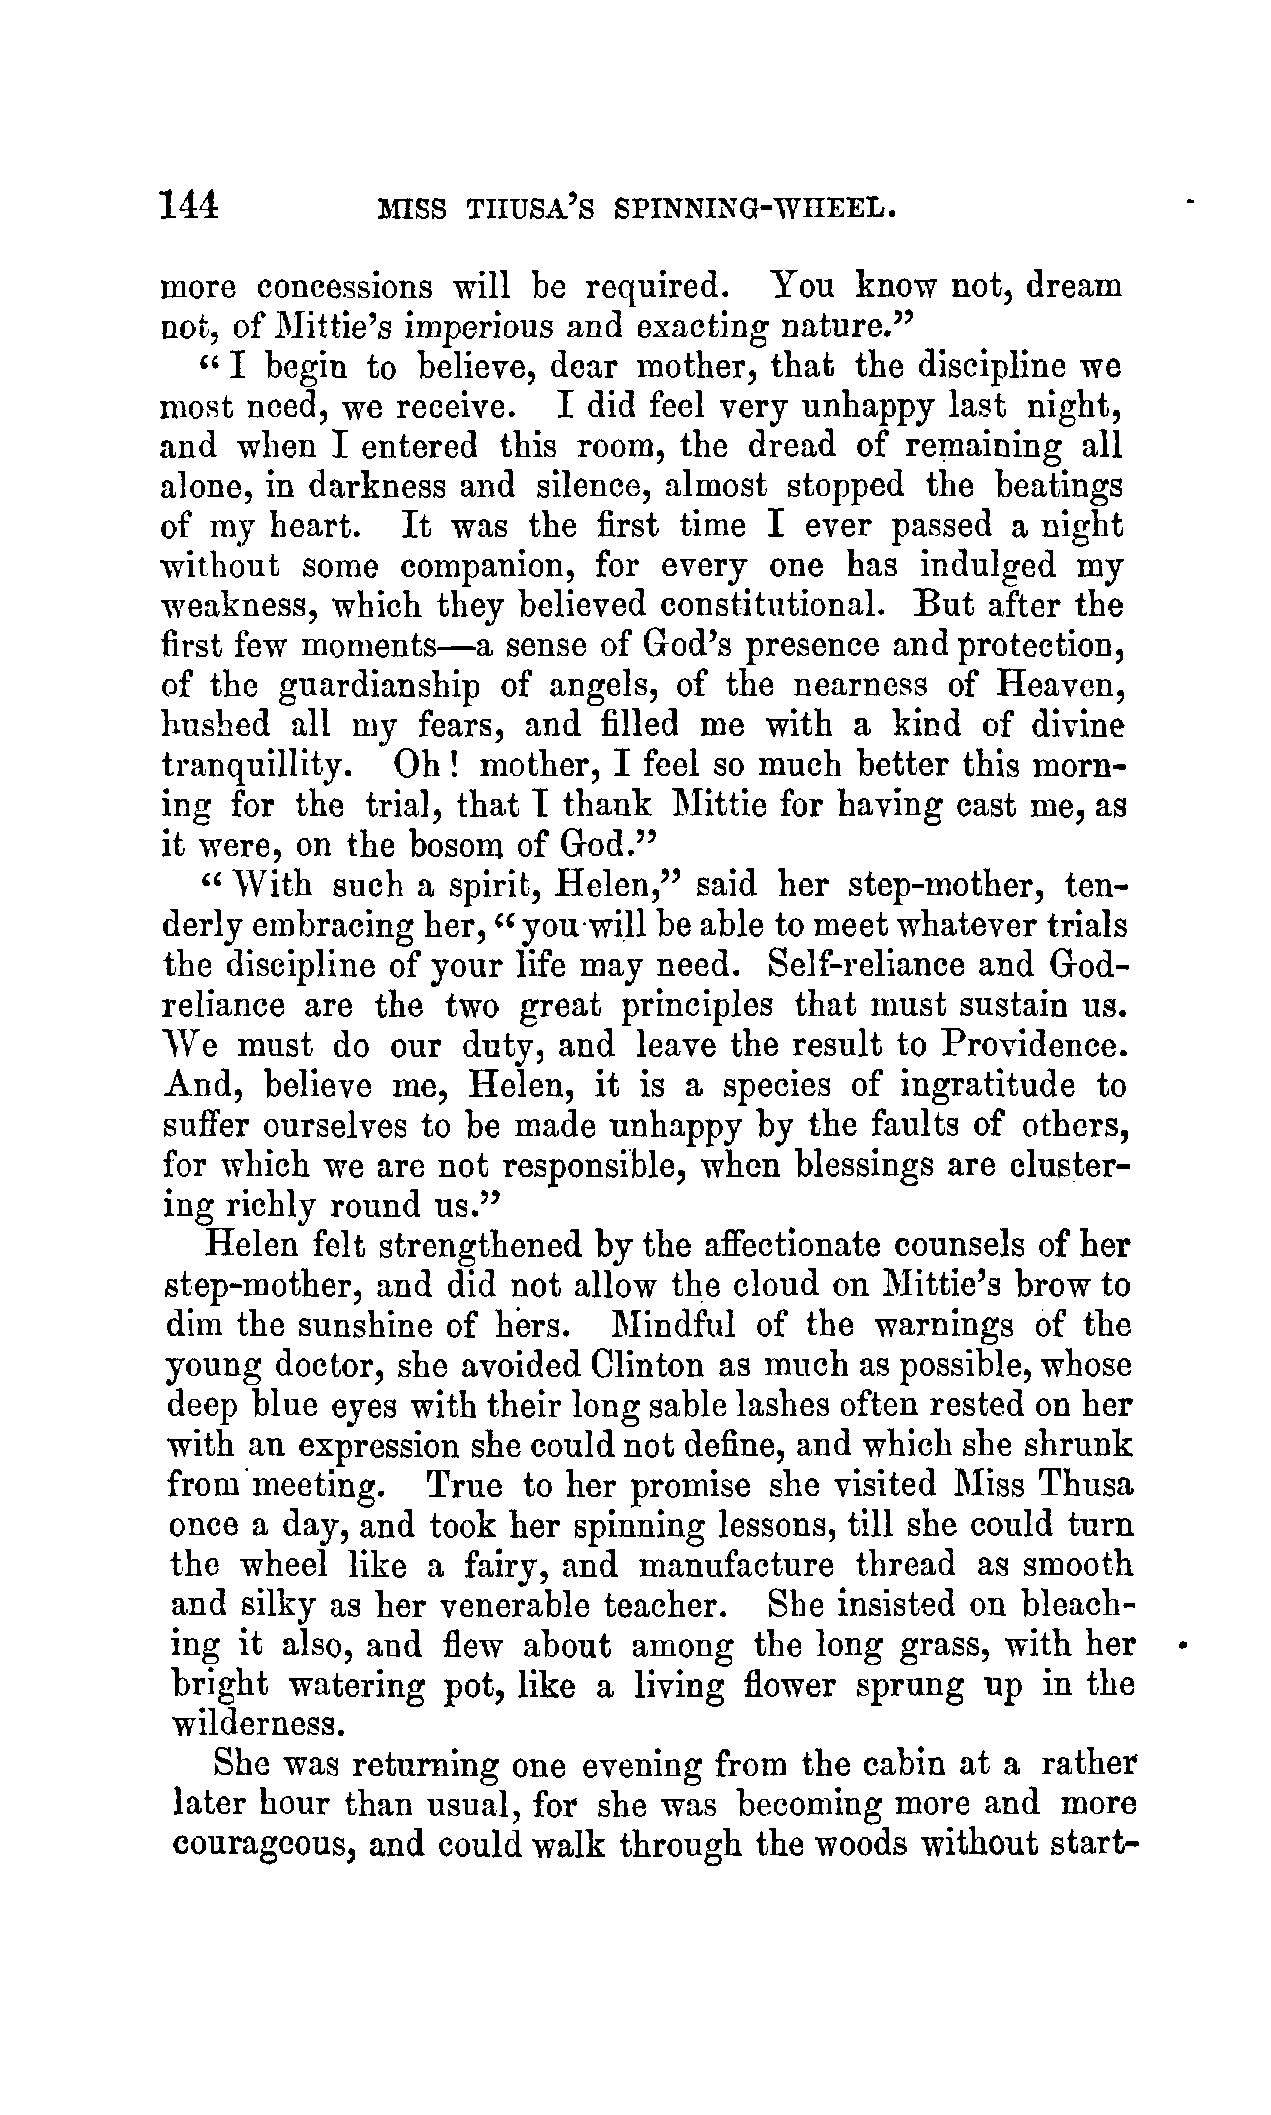 144 MISS THUSA'S SPINNING-WHEEL.
more concessions will be required. You know not, dream
not, of Mittie's imperious and exacting nature."
"I begin to believe, dear mother, that the discipline we
most need, we receive. I did feel very unhappy last night,
and when I entered this room, the dread of remaining all
alone, in darkness and silence, almost stopped the beatings
of my heart. It was the first time I ever passed a night
without some companion, for every one has indulged my
weakness, which they believed constitutional. But after the
first few moments—a sense of God's presence and protection,
of the guardianship of angels, of the nearness of Heaven,
hushed all my fears, and filled me with a kind of divine
tranquillity. Oh! mother, I feel so much better this morn-
ing for the trial, that I thank Mittie for having cast me, as
it were, on the bosom of God."
"With such a spirit, Helen," said her step-mother, ten-
derly embracing her, "you will be able to meet whatever trials
the discipline of your life may need. Self-reliance and God-
reliance are the two great principles that must sustain us.
We must do our duty, and leave the result to Providence.
And, believe me, Helen, it is a species of ingratitude to
suffer ourselves to be made unhappy by the faults of others,
for which we are not responsible, when blessings are cluster-
ing richly round us."
Helen felt strengthened by the affectionate counsels of her
step-mother, and did not allow the cloud on Mittie's brow to
dim the sunshine of hers. Mindful of the warnings of the
young doctor, she avoided Clinton as much as possible, whose
deep blue eyes with their long sable lashes often rested on her
with an expression she could not define, and which she shrunk
from meeting. True to her promise she visited Miss Thusa
once a day, and took her spinning lessons, till she could turn
the wheel like a fairy, and manufacture thread as smooth
and silky as her venerable teacher. She insisted on bleach-
ing it also, and flew about among the long grass, with her
bright watering pot, like a living flower sprung up in the
wilderness.
She was returning one evening from the cabin at a rather
later hour than usual, for she was becoming more and more
courageous, and could walk through the woods without start-